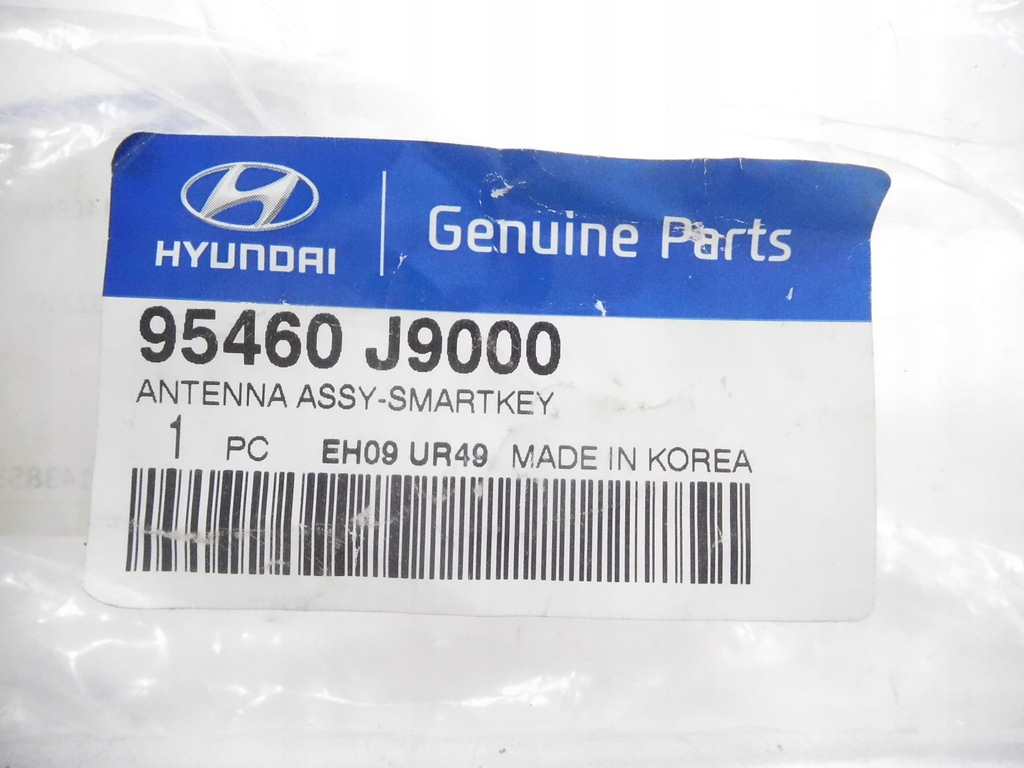 HYUNDAI
Genuine Parts
95460 J9000
ANTENNA ASSY-SMARTKEY
1 PC EH09 UR49 MADE IN KOREA